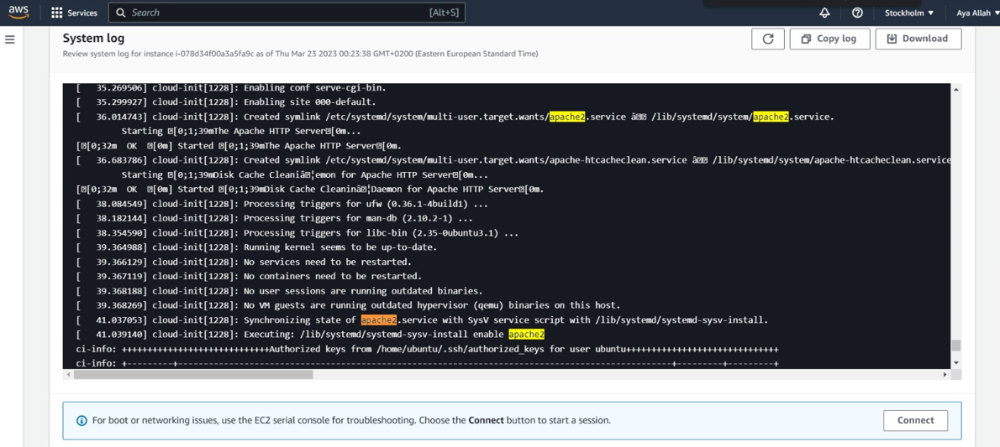 aws
Services
Search
[Alt+S]
Stockholm ▼
Aya Allah ▼
System log
Copy log
Download
Review system log for instance i-078d34f00a3a5fa9c as of Thu Mar 23 2023 00:23:38 GMT+0200 (Eastern European Standard Time)
[   35.269506] cloud-init[1228]: Enabling conf serve-cgi-bin.
[   35.299927] cloud-init[1228]: Enabling site 000-default.
[   36.014743] cloud-init[1228]: Created symlink /etc/systemd/system/multi-user.target.wants/apache2.service â�� /lib/systemd/system/apache2.service.
Starting �[0;1;39mThe Apache HTTP Server�[0m...
[�[0;32m  OK  �[0m] Started �[0;1;39mThe Apache HTTP Server�[0m.
[   36.683786] cloud-init[1228]: Created symlink /etc/systemd/system/multi-user.target.wants/apache-htcacheclean.service â�� /lib/systemd/system/apache-htcacheclean.service
Starting �[0;1;39mDisk Cache Cleaniâ�¦emon for Apache HTTP Server�[0m...
[�[0;32m  OK  �[0m] Started �[0;1;39mDisk Cache Cleaninâ�¦Daemon for Apache HTTP Server�[0m.
[   38.084549] cloud-init[1228]: Processing triggers for ufw (0.36.1-4build1) ...
[   38.182144] cloud-init[1228]: Processing triggers for man-db (2.10.2-1) ...
[   38.354590] cloud-init[1228]: Processing triggers for libc-bin (2.35-0ubuntu3.1) ...
[   39.364988] cloud-init[1228]: Running kernel seems to be up-to-date.
[   39.366129] cloud-init[1228]: No services need to be restarted.
[   39.367119] cloud-init[1228]: No containers need to be restarted.
[   39.368188] cloud-init[1228]: No user sessions are running outdated binaries.
[   39.368269] cloud-init[1228]: No VM guests are running outdated hypervisor (qemu) binaries on this host.
[   41.037053] cloud-init[1228]: Synchronizing state of apache2.service with SysV service script with /lib/systemd/systemd-sysv-install.
[   41.039140] cloud-init[1228]: Executing: /lib/systemd/systemd-sysv-install enable apache2
ci-info: ++++++++++++++++++++++++++++Authorized keys from /home/ubuntu/.ssh/authorized_keys for user ubuntu+++++++++++++++++++++++++++++
ci-info: +---------+-------------------------------------------------------------------------------------------------+---------+---------+
For boot or networking issues, use the EC2 serial console for troubleshooting. Choose the Connect button to start a session.
Connect